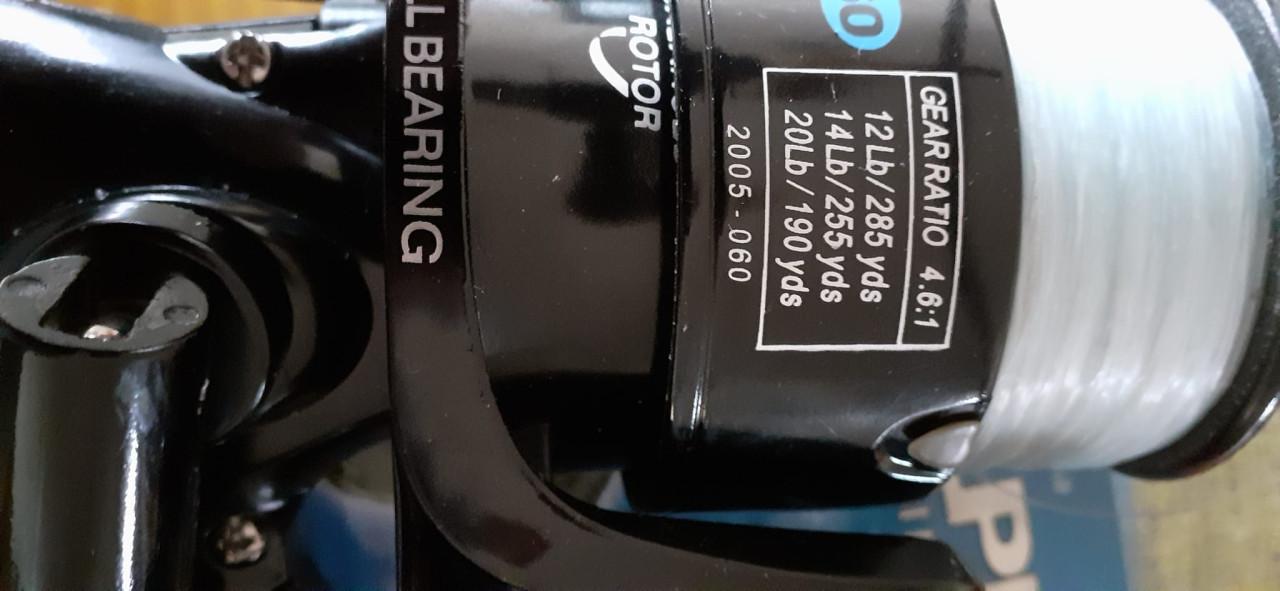 GEAR RATIO 4.6:1
12Lb/285 yds
14Lb/255 yds
20Lb/190 yds
2005-060
ROTOR
BEARING